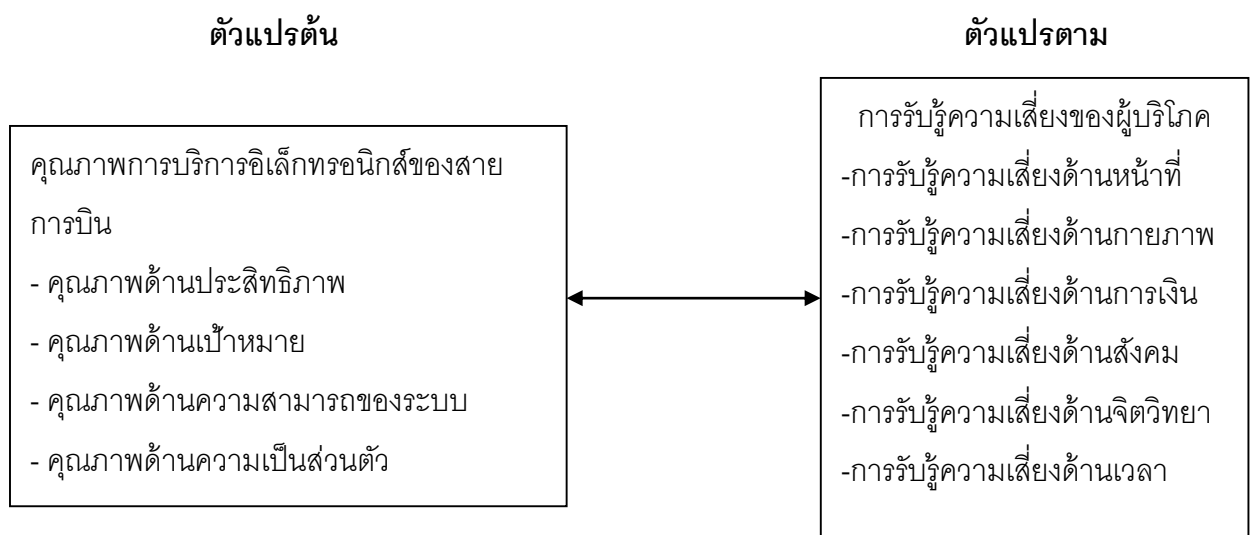 ตัวแปรต้น
ตัวแปรตาม
คุณภาพการบริการอิเล็กทรอนิกส์ของสาย
การบิน
- คุณภาพด้านประสิทธิภาพ
- คุณภาพด้านเป้าหมาย
- คุณภาพด้านความสามารถของระบบ
- คุณภาพด้านความเป็นส่วนตัว
การรับรู้ความเสี่ยงของผู้บริโภค
-การรับรู้ความเสี่ยงด้านหน้าที่
-การรับรู้ความเสี่ยงด้านกายภาพ
-การรับรู้ความเสี่ยงด้านการเงิน
-การรับรู้ความเสี่ยงด้านสังคม
-การรับรู้ความเสี่ยงด้านจิตวิทยา
-การรับรู้ความเสี่ยงด้านเวลา